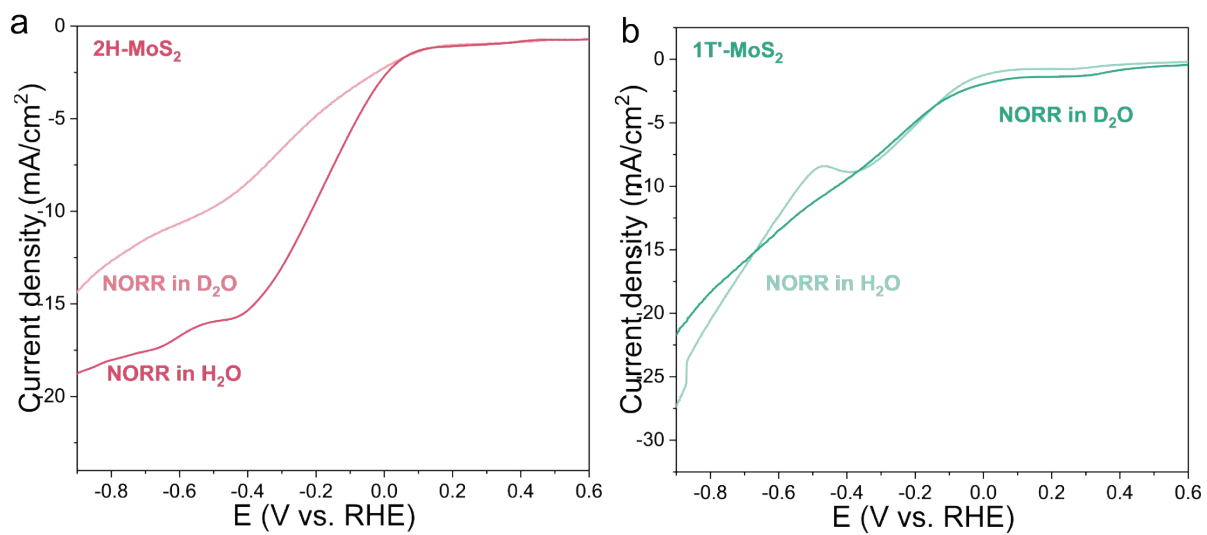 a
2H-MoS₂
0
-5
-10
-15
-20
Current density (mA/cm²)
NORR in D₂O
NORR in H₂O
-0.8
-0.6
-0.4
-0.2
0.0
0.2
0.4
0.6
E (V vs. RHE)
b
1T'-MoS₂
0
-5
-10
-15
-20
-25
-30
Current density (mA/cm²)
NORR in D₂O
NORR in H₂O
-0.8
-0.6
-0.4
-0.2
0.0
0.2
0.4
0.6
E (V vs. RHE)